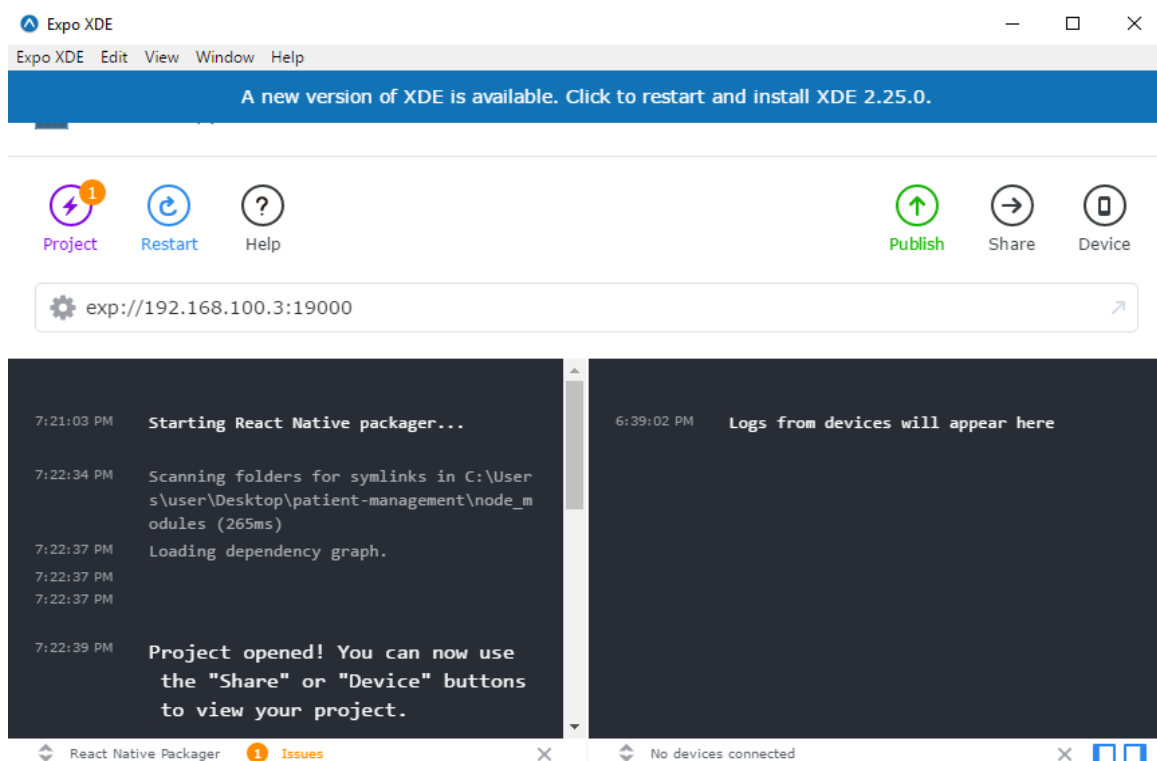 Expo XDE
Expo XDE Edit View Window Help
A new version of XDE is available. Click to restart and install XDE 2.25.0.
1
Project Restart Help Publish Share Device
exp://192.168.100.3:19000
7:21:03 PM Starting React Native packager...
7:22:34 PM Scanning folders for symlinks in C:\User
s\user\Desktop\patient-management\node_m
odules (265ms)
7:22:37 PM Loading dependency graph.
7:22:37 PM
7:22:37 PM
7:22:39 PM Project opened! You can now use
the "Share" or "Device" buttons
to view your project.
6:39:02 PM Logs from devices will appear here
React Native Packager 1 Issues
No devices connected